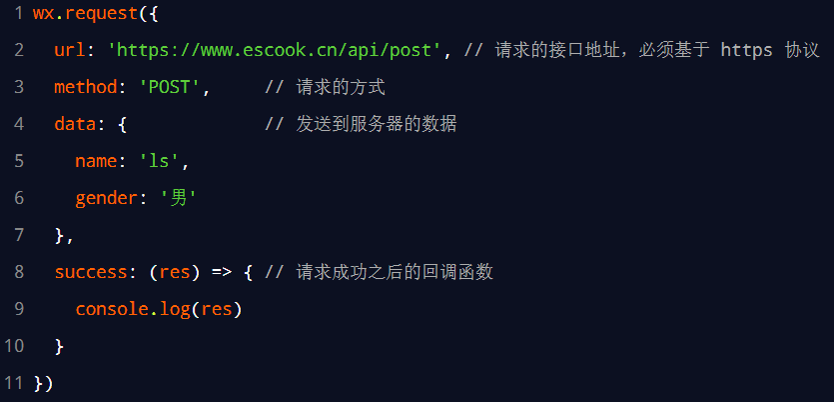 1 wx.request({
2   url: 'https://www.escook.cn/api/post', // 请求的接口地址，必须基于 https 协议
3   method: 'POST',     // 请求的方式
4   data: {             // 发送到服务器的数据
5     name: 'ls',
6     gender: '男'
7   },
8   success: (res) => { // 请求成功之后的回调函数
9     console.log(res)
10   }
11 })